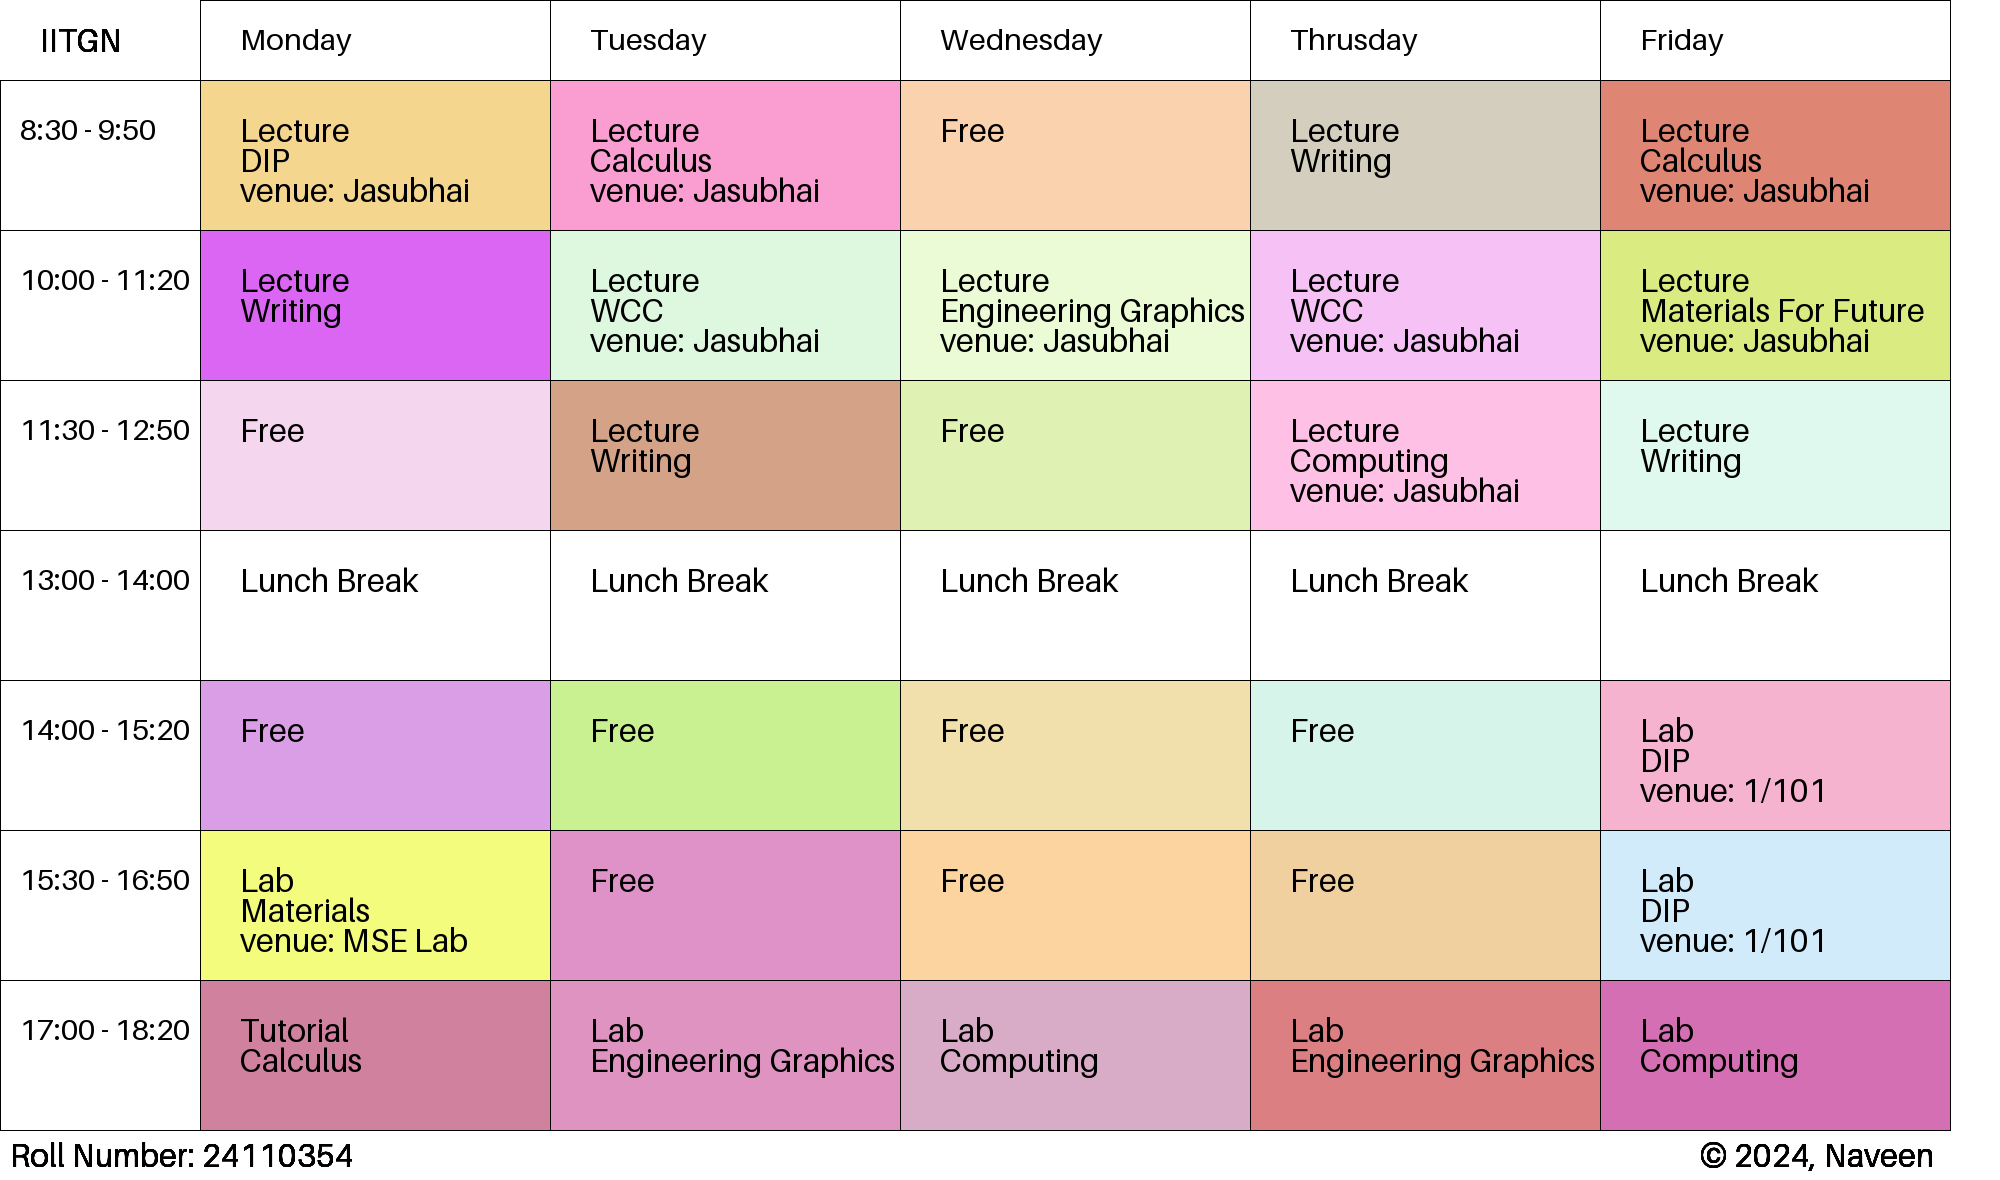 IITGN
Monday
Tuesday
Wednesday
Thrusday
Friday
8:30 - 9:50
Lecture
DIP
venue: Jasubhai
Lecture
Calculus
venue: Jasubhai
Free
Lecture
Writing
Lecture
Calculus
venue: Jasubhai
10:00 - 11:20
Lecture
Writing
Lecture
WCC
venue: Jasubhai
Lecture
Engineering Graphics
venue: Jasubhai
Lecture
WCC
venue: Jasubhai
Lecture
Materials For Future
venue: Jasubhai
11:30 - 12:50
Free
Lecture
Writing
Free
Lecture
Computing
venue: Jasubhai
Lecture
Writing
13:00 - 14:00
Lunch Break
Lunch Break
Lunch Break
Lunch Break
Lunch Break
14:00 - 15:20
Free
Free
Free
Free
Lab
DIP
venue: 1/101
15:30 - 16:50
Lab
Materials
venue: MSE Lab
Free
Free
Free
Lab
DIP
venue: 1/101
17:00 - 18:20
Tutorial
Calculus
Lab
Engineering Graphics
Lab
Computing
Lab
Engineering Graphics
Lab
Computing
Roll Number: 24110354
© 2024, Naveen